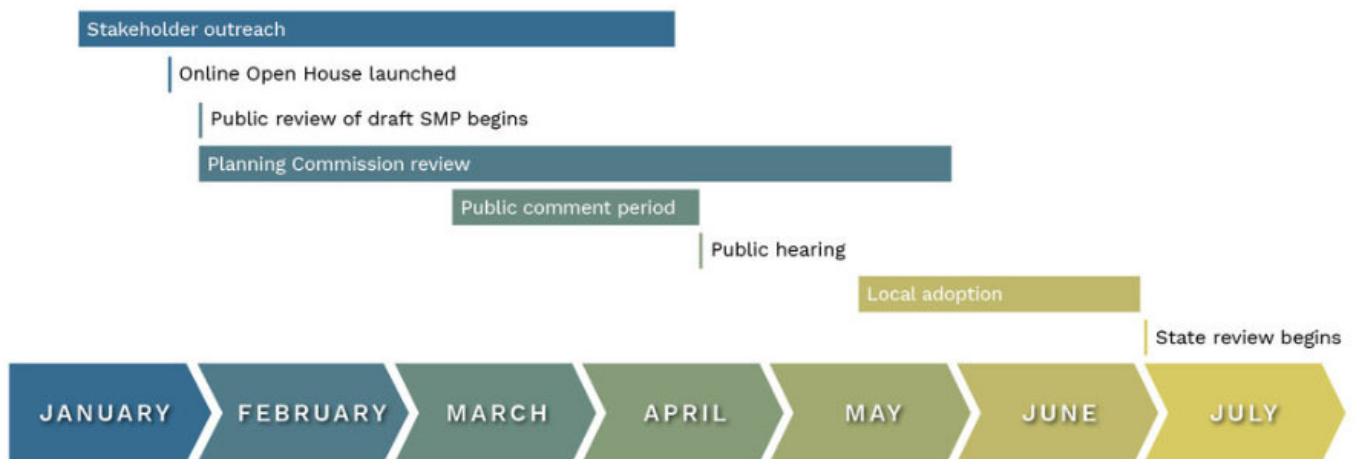 Stakeholder outreach
Online Open House launched
Public review of draft SMP begins
Planning Commission review
Public comment period
Public hearing
Local adoption
State review begins
JANUARY FEBRUARY MARCH APRIL MAY JUNE JULY